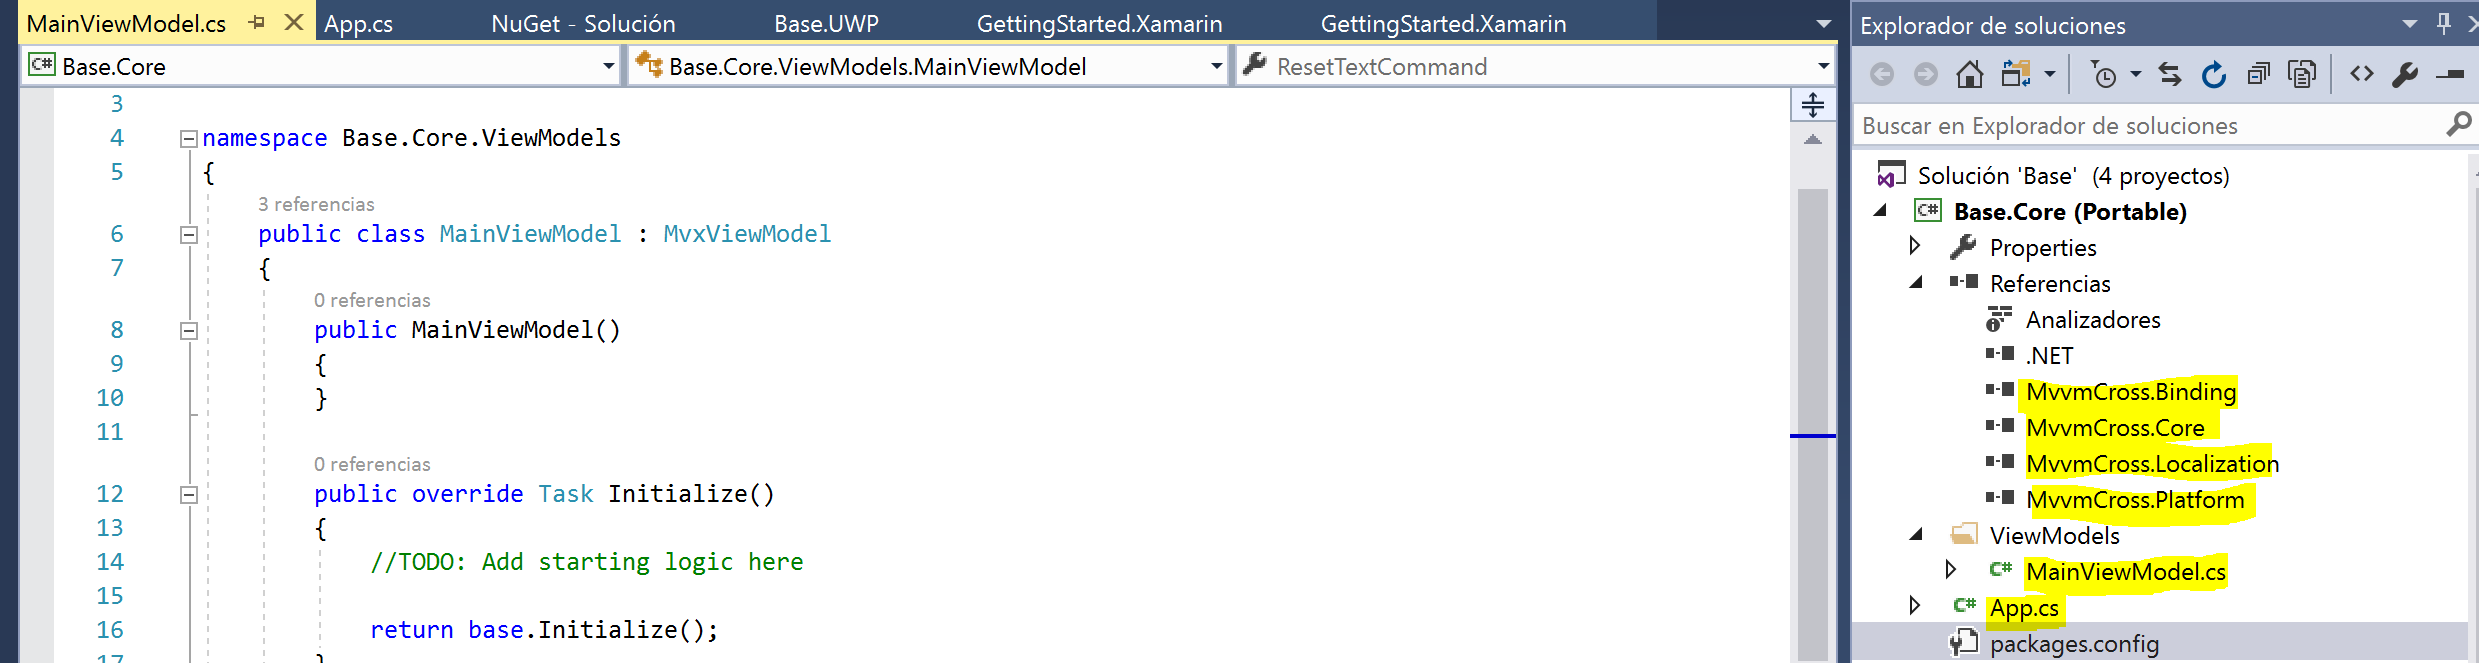 MainViewModel.cs
App.cs
NuGet - Solución
Base.UWP
GettingStarted.Xamarin
GettingStarted.Xamarin
C# Base.Core
Base.Core.ViewModels.MainViewModel
ResetTextCommand
3
4 namespace Base.Core.ViewModels
5 {
3 referencias
6 public class MainViewModel : MvxViewModel
7 {
0 referencias
8 public MainViewModel()
9 {
10 }
11
0 referencias
12 public override Task Initialize()
13 {
14 //TODO: Add starting logic here
15
16 return base.Initialize();
17 }
Explorador de soluciones
Buscar en Explorador de soluciones
Solución 'Base' (4 proyectos)
C# Base.Core (Portable)
Properties
Referencias
Analizadores
.NET
MvvmCross.Binding
MvvmCross.Core
MvvmCross.Localization
MvvmCross.Platform
ViewModels
C# MainViewModel.cs
C# App.cs
packages.config